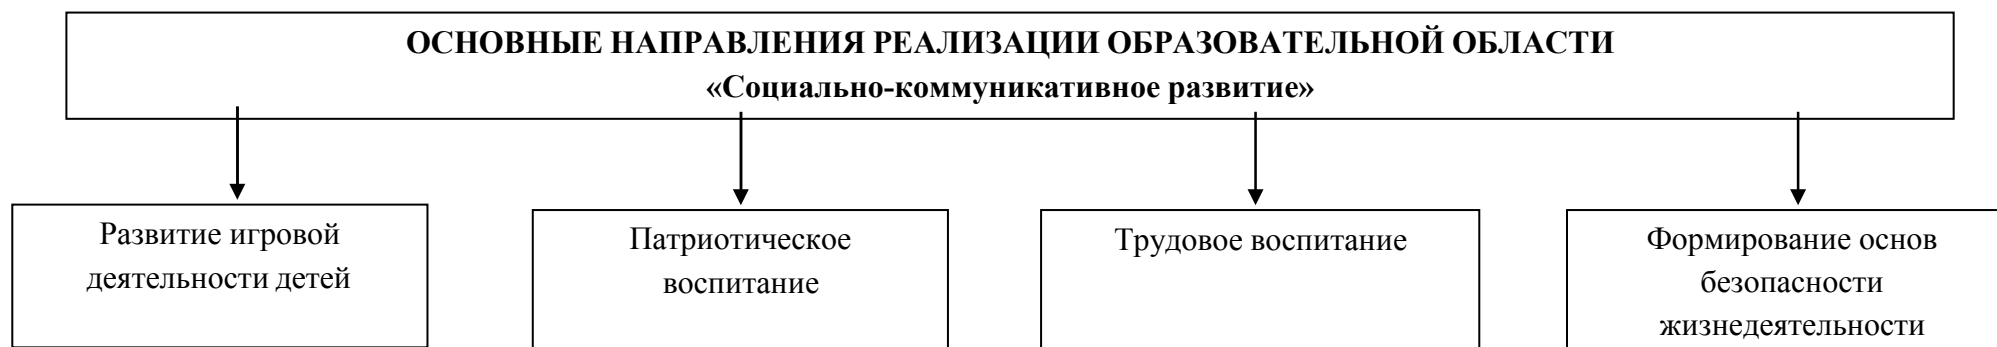 ОСНОВНЫЕ НАПРАВЛЕНИЯ РЕАЛИЗАЦИИ ОБРАЗОВАТЕЛЬНОЙ ОБЛАСТИ
«Социально-коммуникативное развитие»
Развитие игровой
деятельности детей
Патриотическое
воспитание
Трудовое воспитание
Формирование основ
безопасности
жизнедеятельности